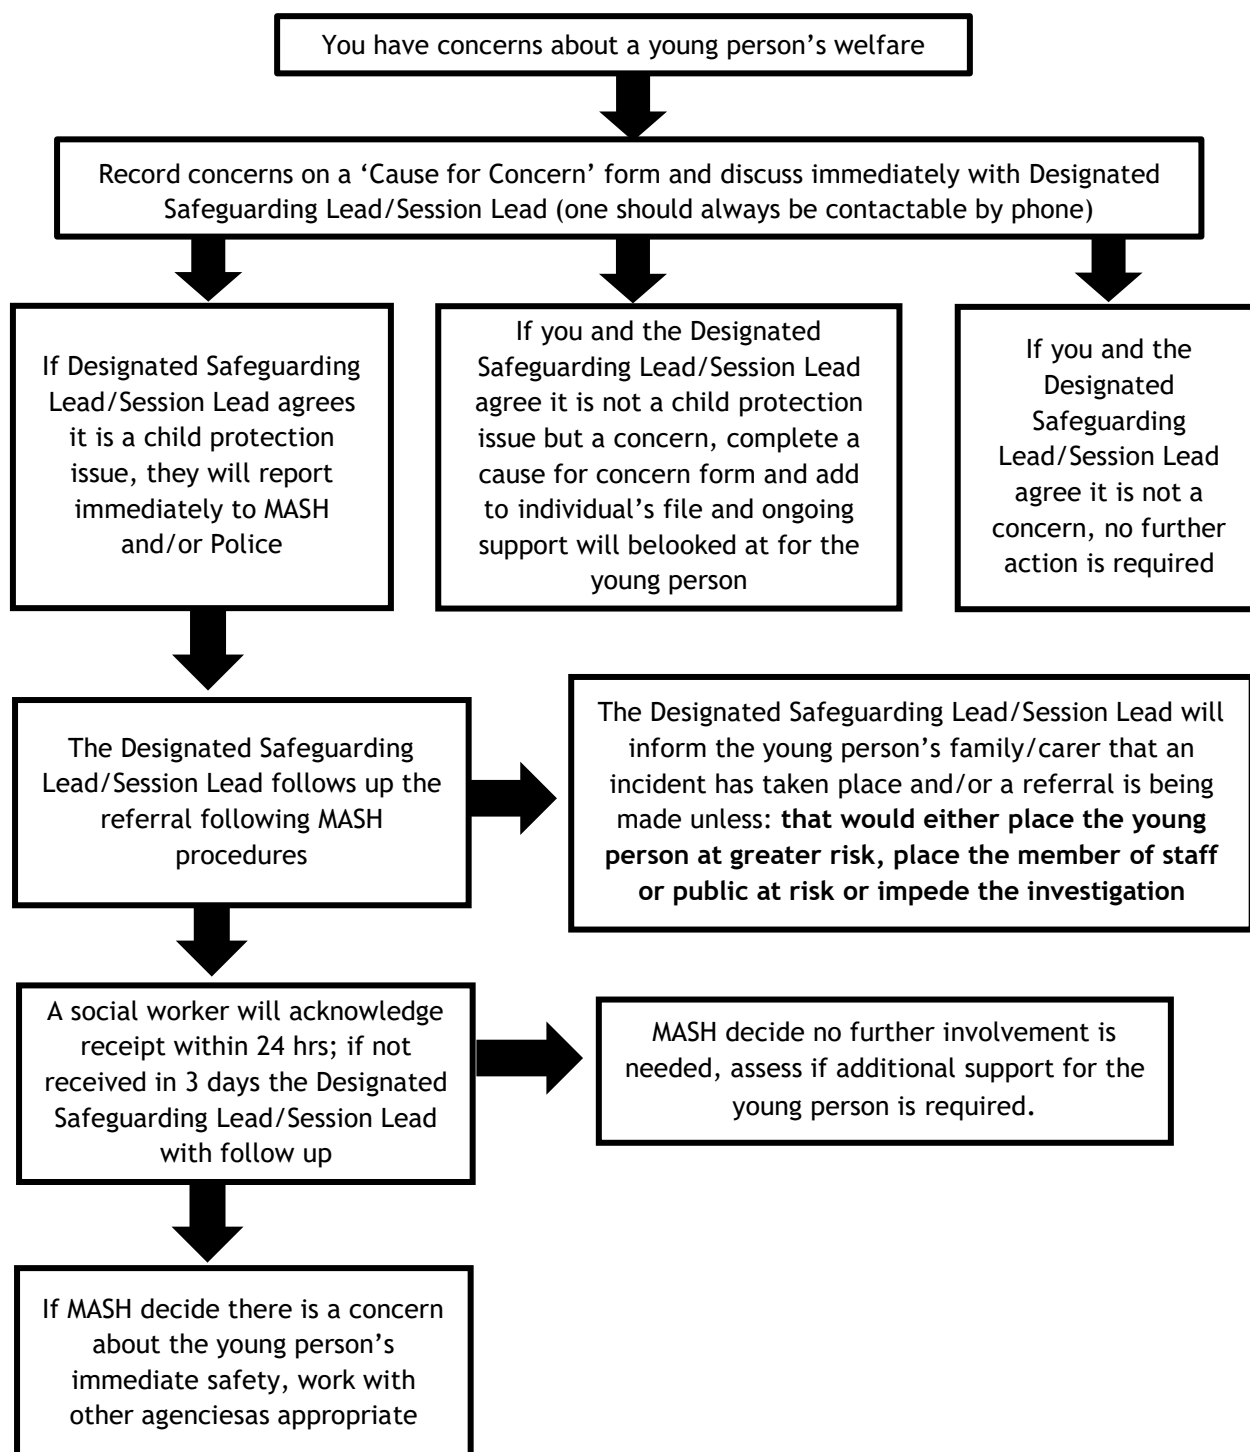 You have concerns about a young person’s welfare
Record concerns on a ‘Cause for Concern’ form and discuss immediately with Designated
Safeguarding Lead/Session Lead (one should always be contactable by phone)
If Designated Safeguarding
Lead/Session Lead agrees
it is a child protection
issue, they will report
immediately to MASH
and/or Police
If you and the Designated
Safeguarding Lead/Session Lead
agree it is not a child protection
issue but a concern, complete a
cause for concern form and add
to individual’s file and ongoing
support will belooked at for the
young person
If you and the
Designated
Safeguarding
Lead/Session Lead
agree it is not a
concern, no further
action is required
The Designated Safeguarding
Lead/Session Lead follows up the
referral following MASH
procedures
The Designated Safeguarding Lead/Session Lead will
inform the young person’s family/carer that an
incident has taken place and/or a referral is being
made unless: that would either place the young
person at greater risk, place the member of staff
or public at risk or impede the investigation
A social worker will acknowledge
receipt within 24 hrs; if not
received in 3 days the Designated
Safeguarding Lead/Session Lead
with follow up
MASH decide no further involvement is
needed, assess if additional support for the
young person is required.
If MASH decide there is a concern
about the young person’s
immediate safety, work with
other agenciesas appropriate